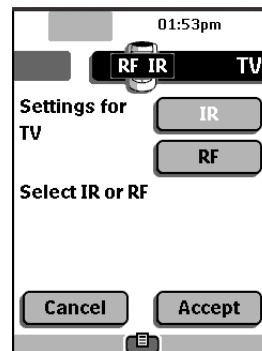 01:53pm
RF IR TV
Settings for
TV
IR
RF
Select IR or RF
Cancel Accept